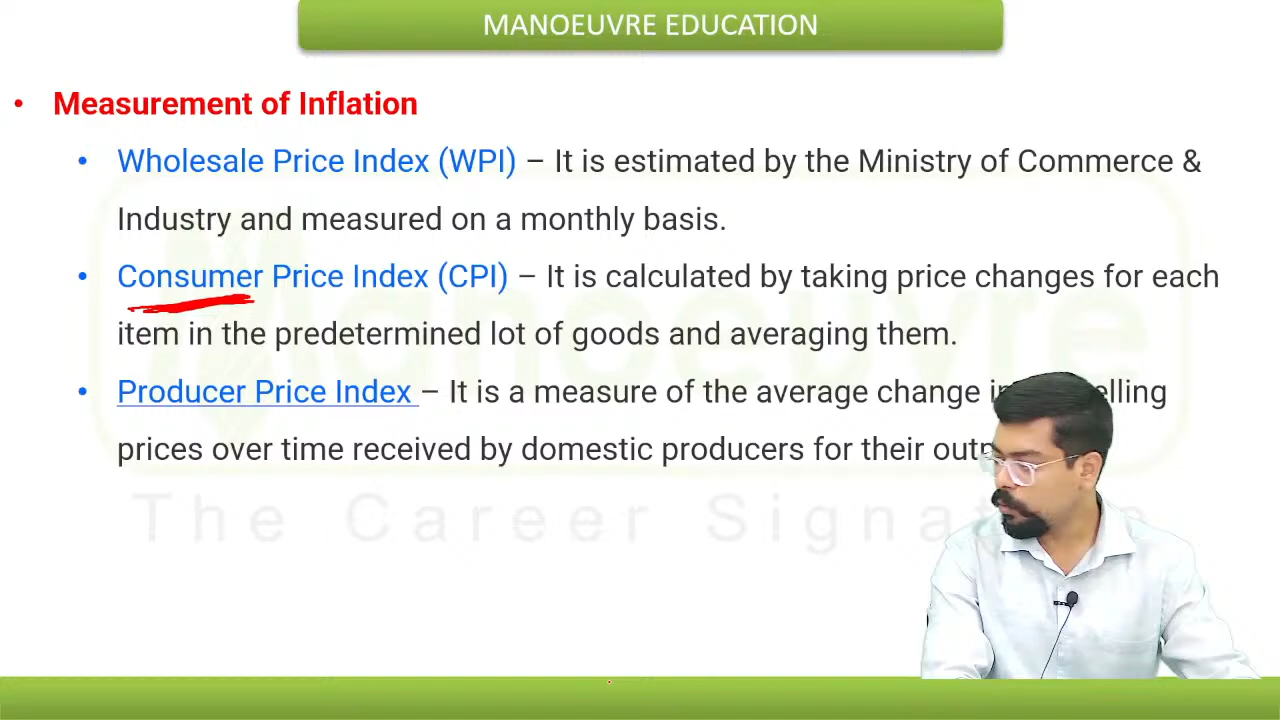 MANOEUVRE EDUCATION
• Measurement of Inflation
• Wholesale Price Index (WPI) – It is estimated by the Ministry of Commerce &
Industry and measured on a monthly basis.
• Consumer Price Index (CPI) – It is calculated by taking price changes for each
item in the predetermined lot of goods and averaging them.
• Producer Price Index – It is a measure of the average change
prices over time received by domestic producers for their
Manoeuvre
The Career